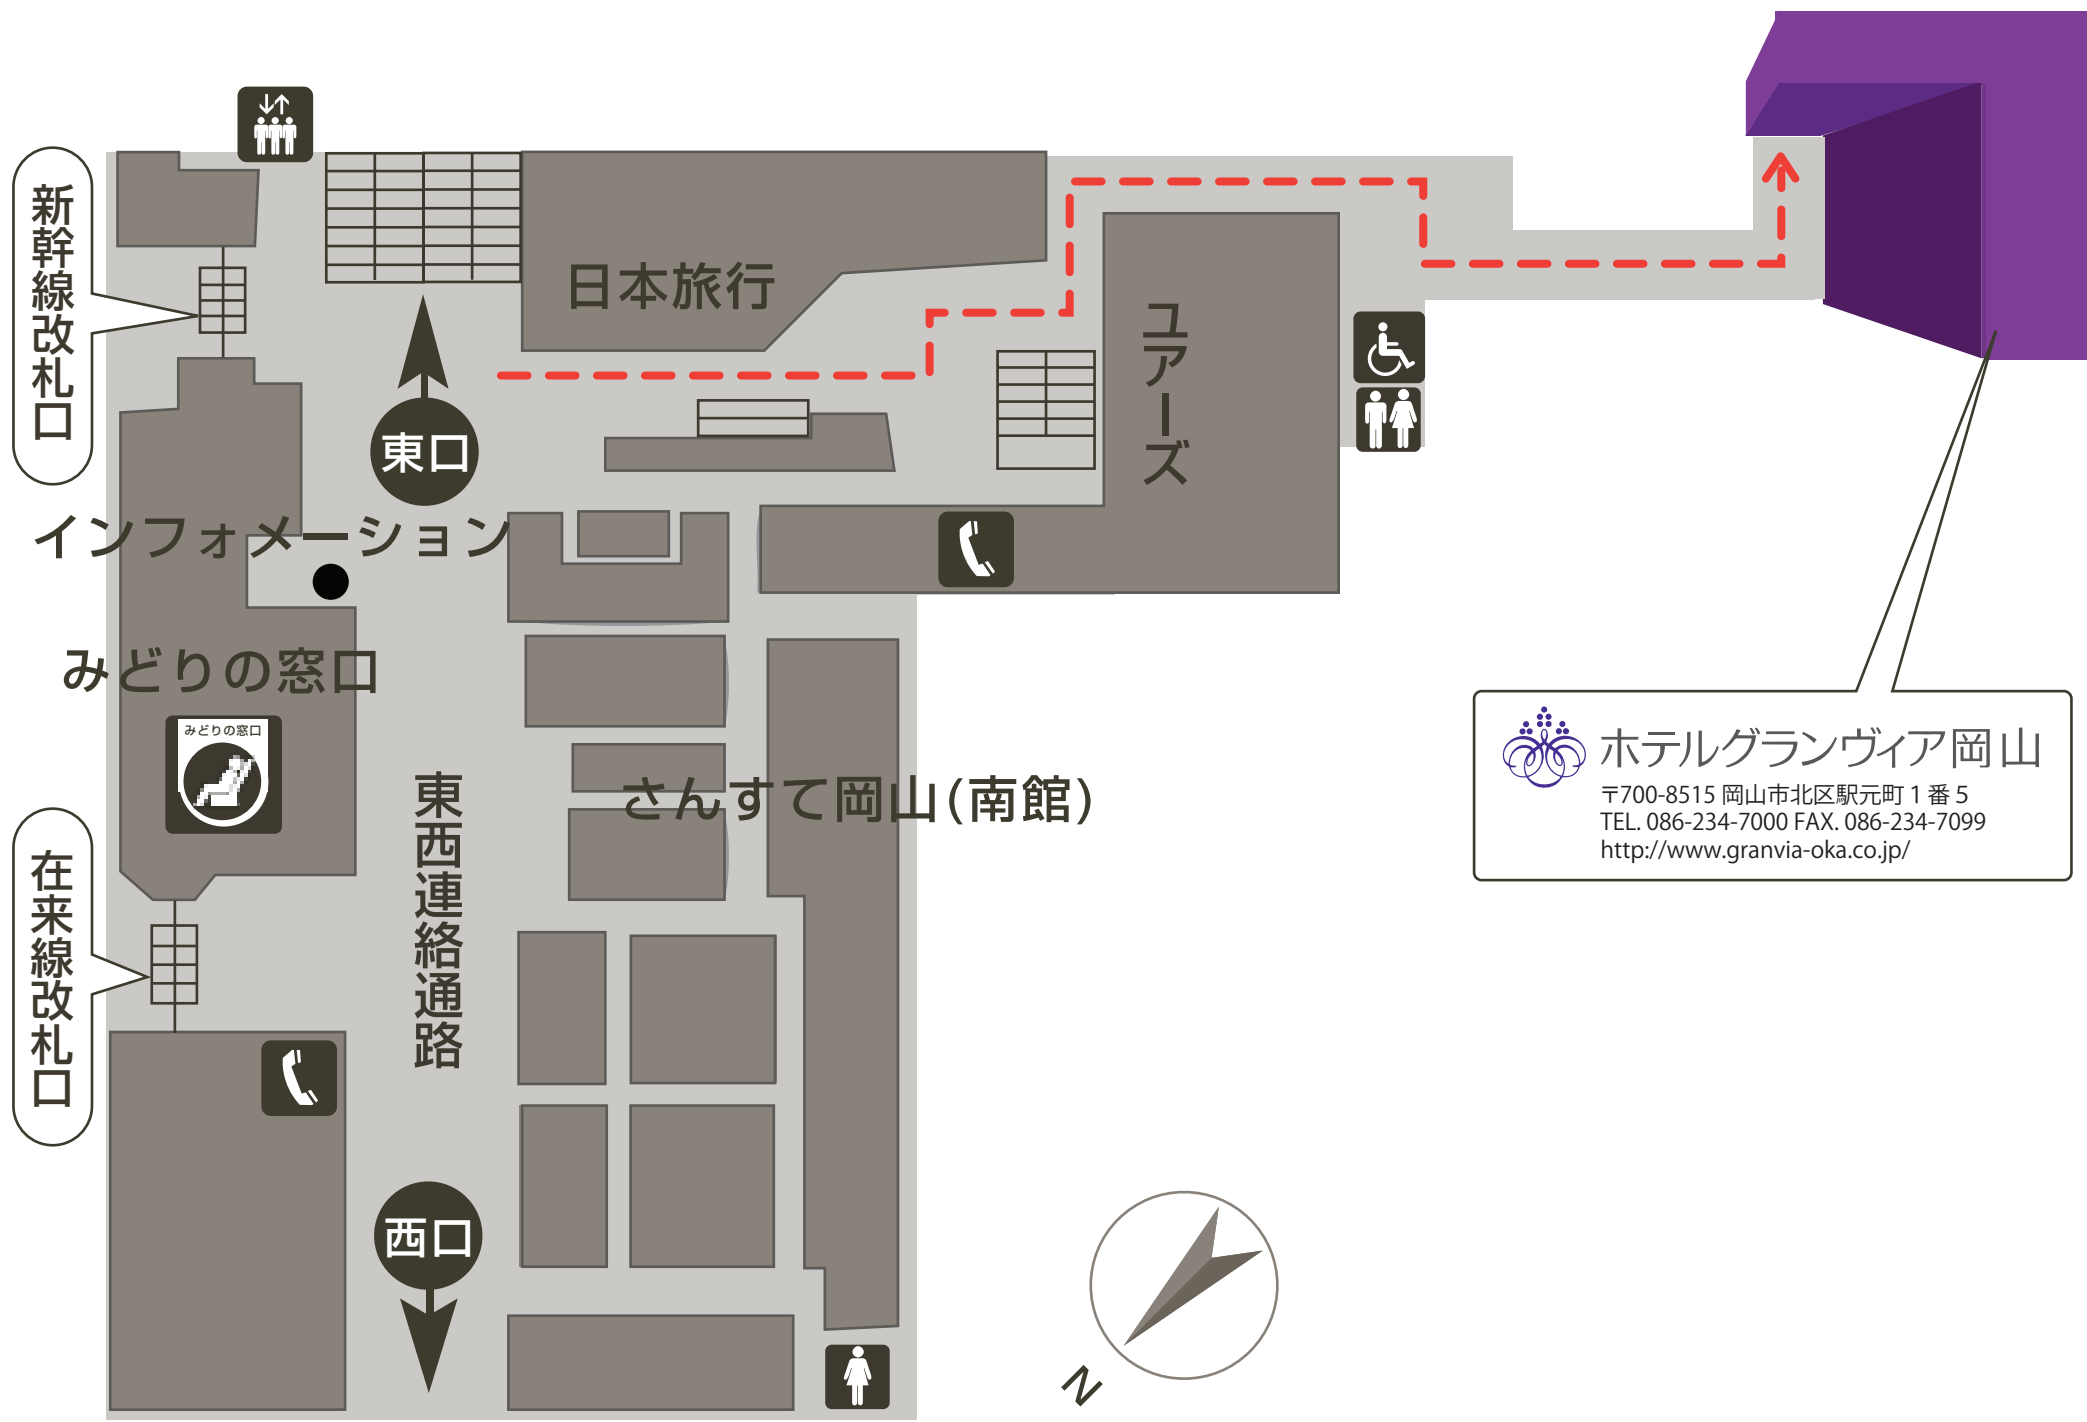 新幹線改札口
日本旅行
ユアーズ
東口
インフォメーション
みどりの窓口
みどりの窓口
さんすて岡山(南館)
東西連絡通路
在来線改札口
西口
ホテルグランヴィア岡山
〒700-8515 岡山市北区駅元町 1 番 5
TEL. 086-234-7000 FAX. 086-234-7099
http://www.granvia-oka.co.jp/
N